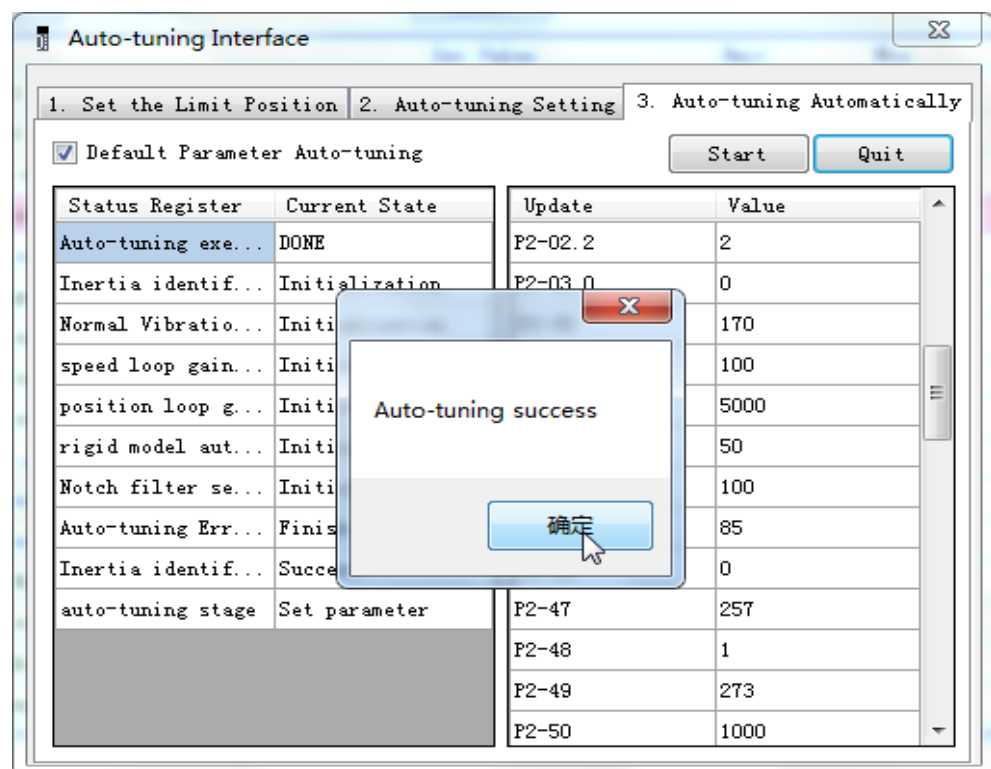 Auto-tuning Interface
1. Set the Limit Position 2. Auto-tuning Setting 3. Auto-tuning Automatically
Default Parameter Auto-tuning Start Quit
Status Register Current State Update Value
Auto-tuning exe... DONE P2-02.2 2
Inertia identif... Initialization P2-03.0 0
Normal Vibratio... Initi 170
speed loop gain... Initi 100
position loop g... Initi 5000
rigid model aut... Initi 50
Notch filter se... Initi 100
Auto-tuning Err... Finis 85
Inertia identif... Succe 0
auto-tuning stage Set parameter P2-47 257
P2-48 1
P2-49 273
P2-50 1000
Auto-tuning success
确定